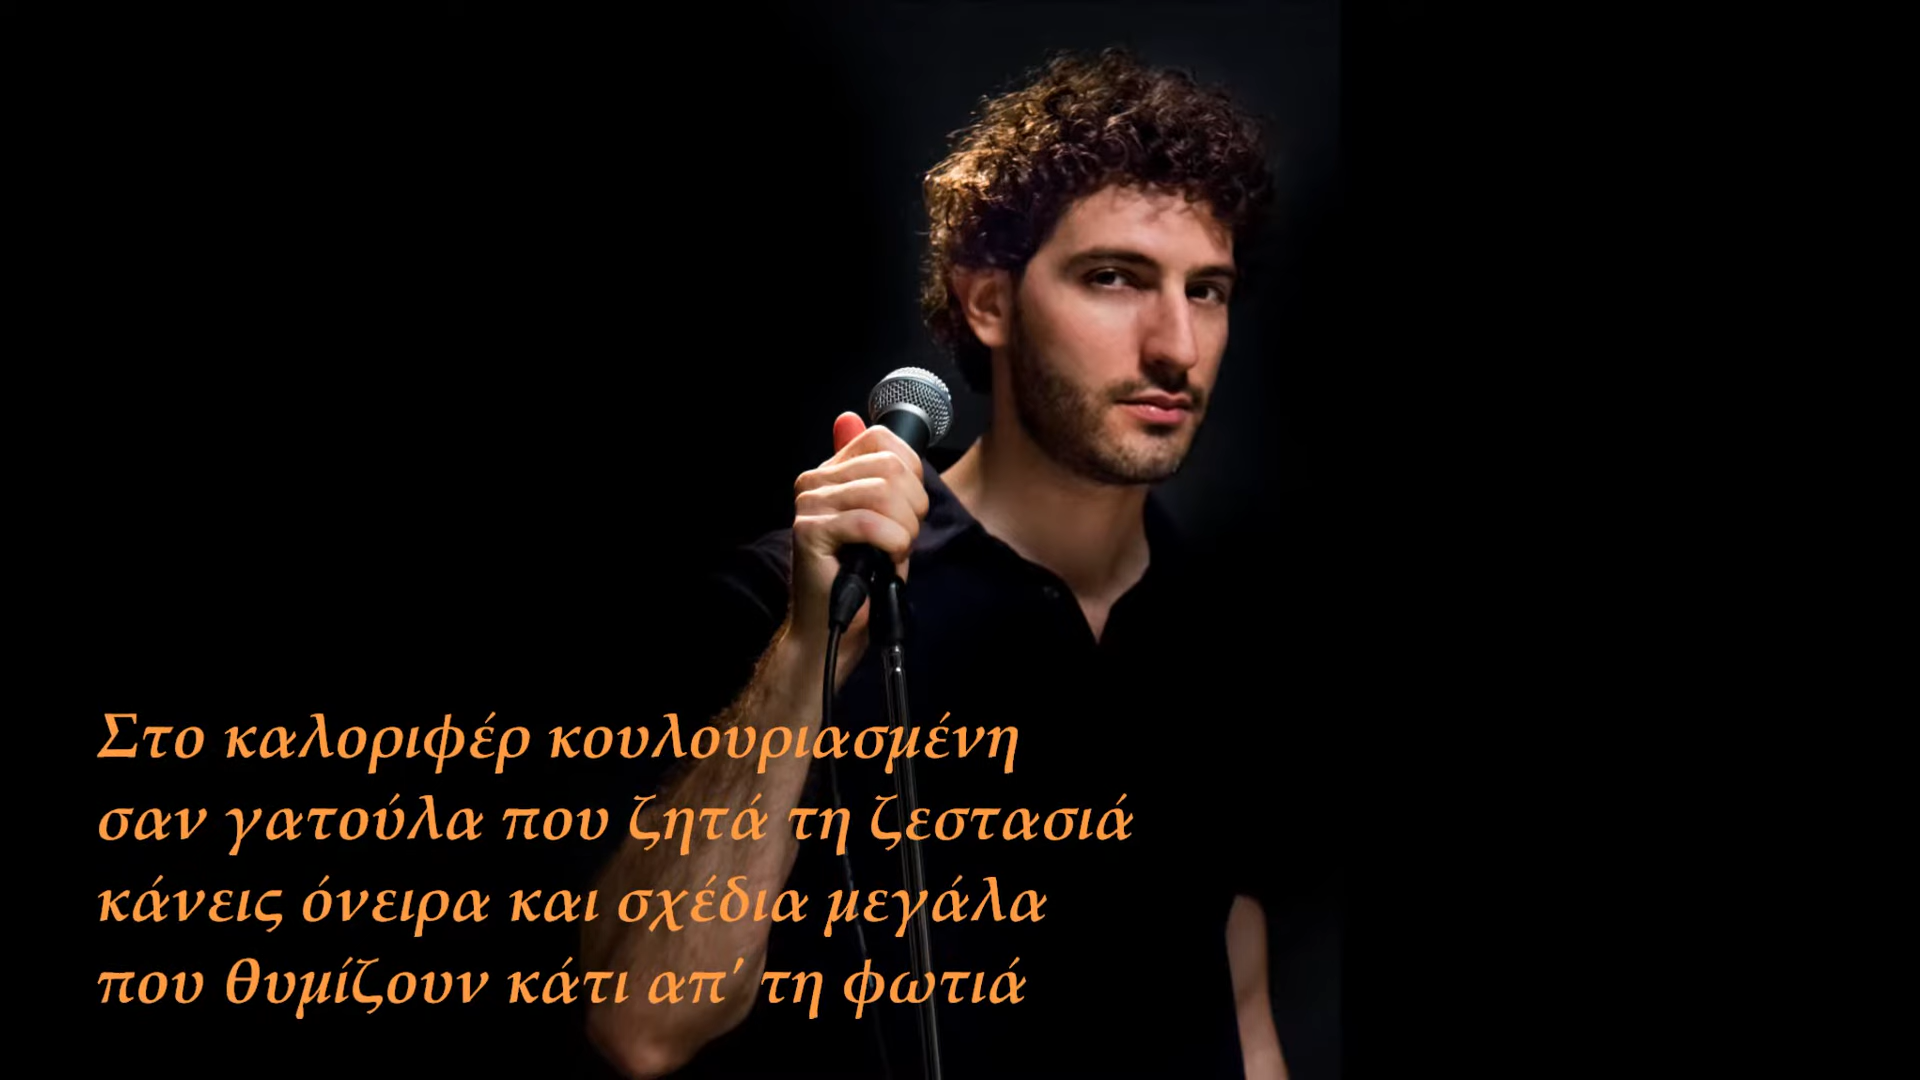 Στο καλοριφέρ κουλουριασμένη
σαν γατούλα που ζητά τη ζεστασιά
κάνεις όνειρα και σχέδια μεγάλα
που θυμίζουν κάτι απ' τη φωτιά